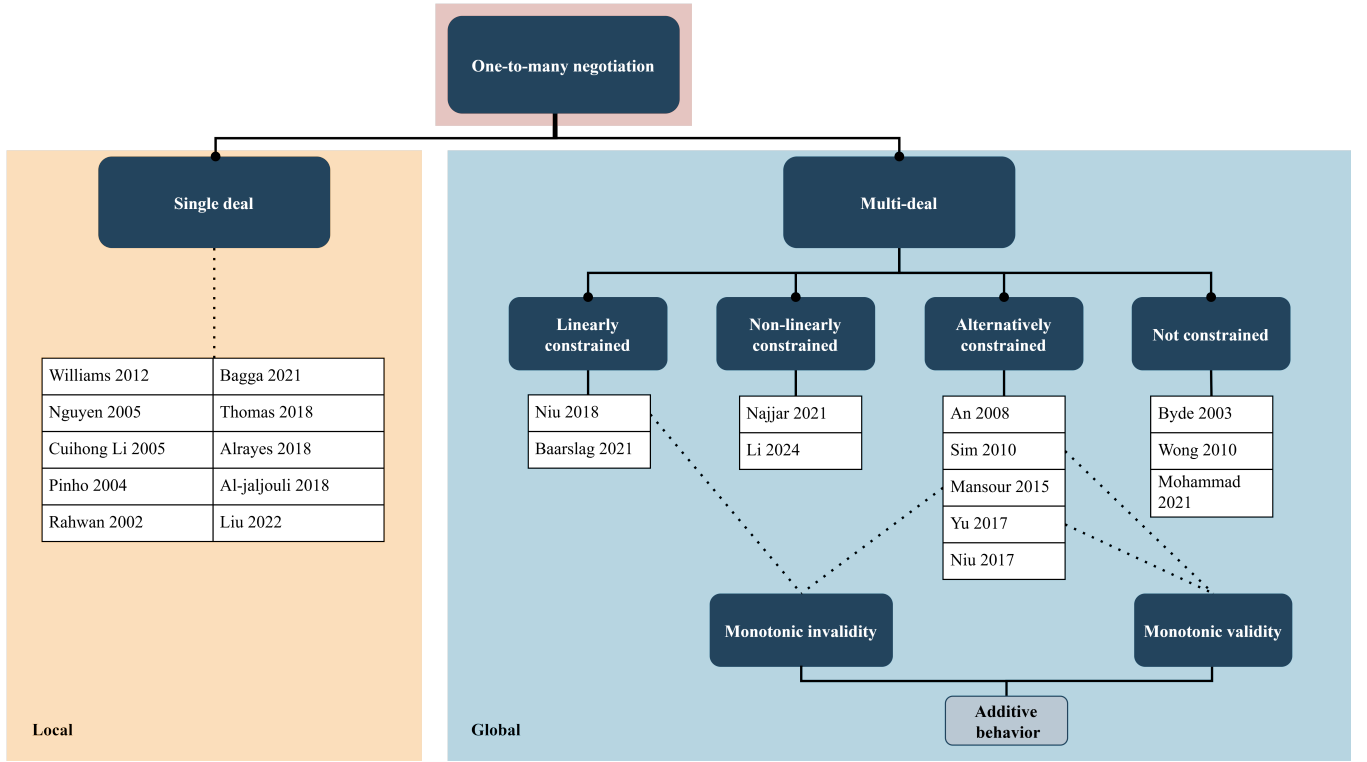 One-to-many negotiation
Single deal
Multi-deal
Linearly
constrained
Non-linearly
constrained
Alternatively
constrained
Not constrained
Williams 2012
Bagga 2021
Nguyen 2005
Thomas 2018
Cuihong Li 2005
Alrayes 2018
Pinho 2004
Al-jaljouli 2018
Rahwan 2002
Liu 2022
Niu 2018
Baarslag 2021
Najjar 2021
Li 2024
An 2008
Sim 2010
Mansour 2015
Yu 2017
Niu 2017
Byde 2003
Wong 2010
Mohammad
2021
Monotonic invalidity
Monotonic validity
Additive
behavior
Local
Global